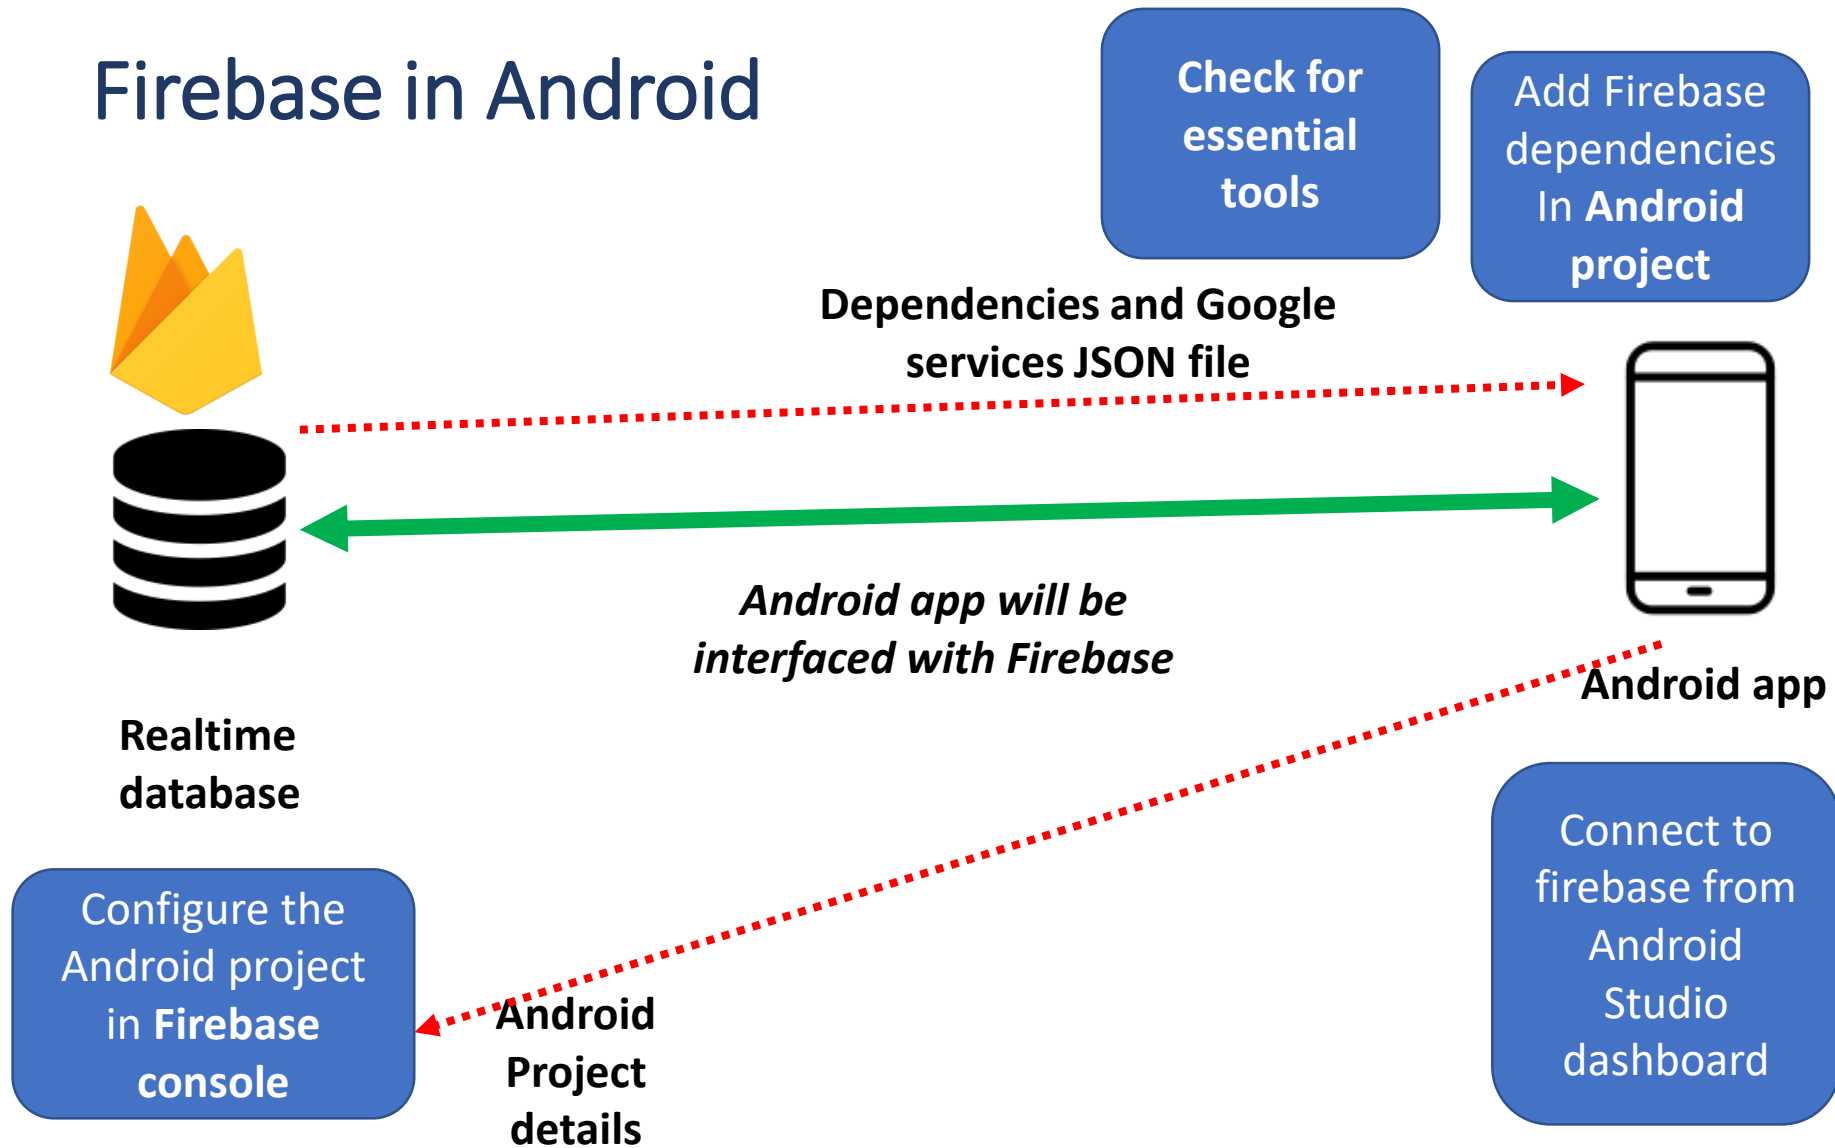 Firebase in Android
Check for
essential
tools
Add Firebase
dependencies
In Android
project
Dependencies and Google
services JSON file
Android app will be
interfaced with Firebase
Android app
Realtime
database
Configure the
Android project
in Firebase
console
Android
Project
details
Connect to
firebase from
Android
Studio
dashboard